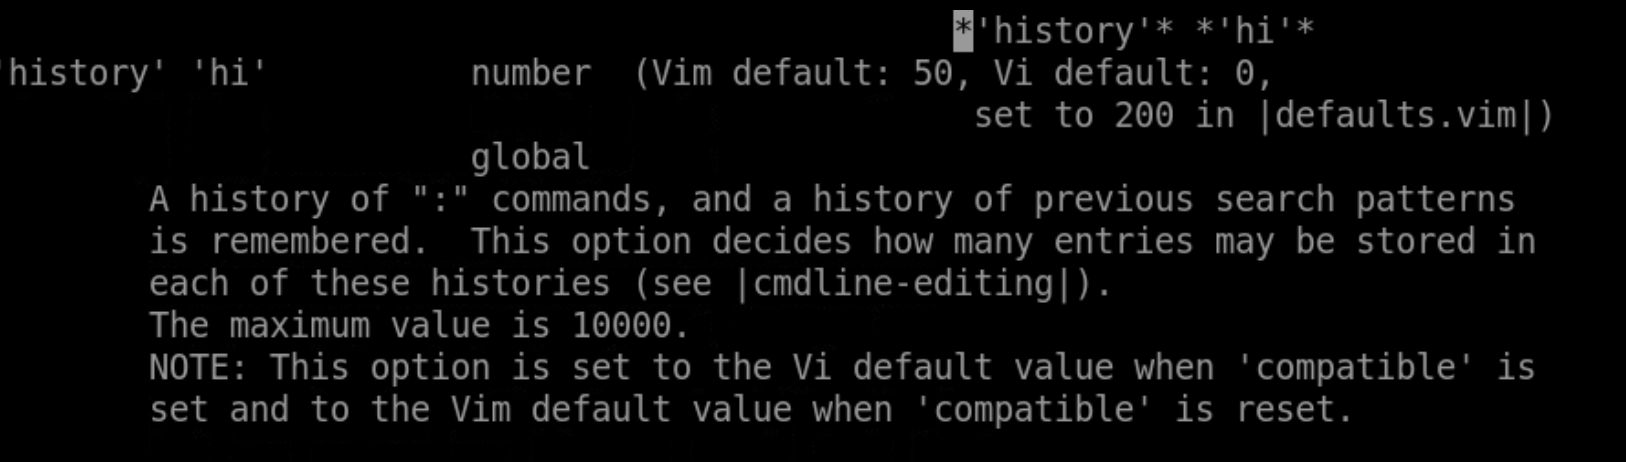 *'history'* *'hi'*
'history' 'hi' number (Vim default: 50, Vi default: 0,
set to 200 in |defaults.vim|)
global
A history of ":" commands, and a history of previous search patterns
is remembered.  This option decides how many entries may be stored in
each of these histories (see |cmdline-editing|).
The maximum value is 10000.
NOTE: This option is set to the Vi default value when 'compatible' is
set and to the Vim default value when 'compatible' is reset.